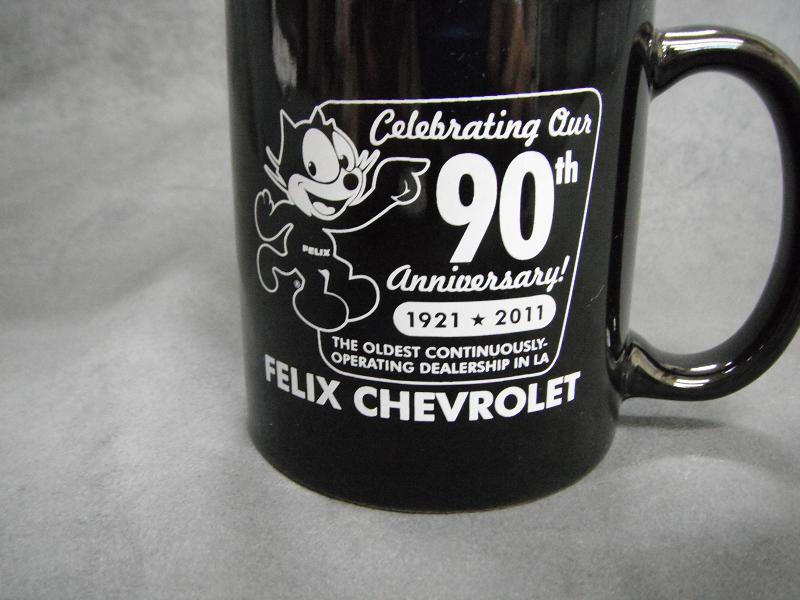 Celebrating Our
90th
Anniversary!
FELIX
®
1921 ★ 2011
THE OLDEST CONTINUOUSLY-
OPERATING DEALERSHIP IN LA
FELIX CHEVROLET